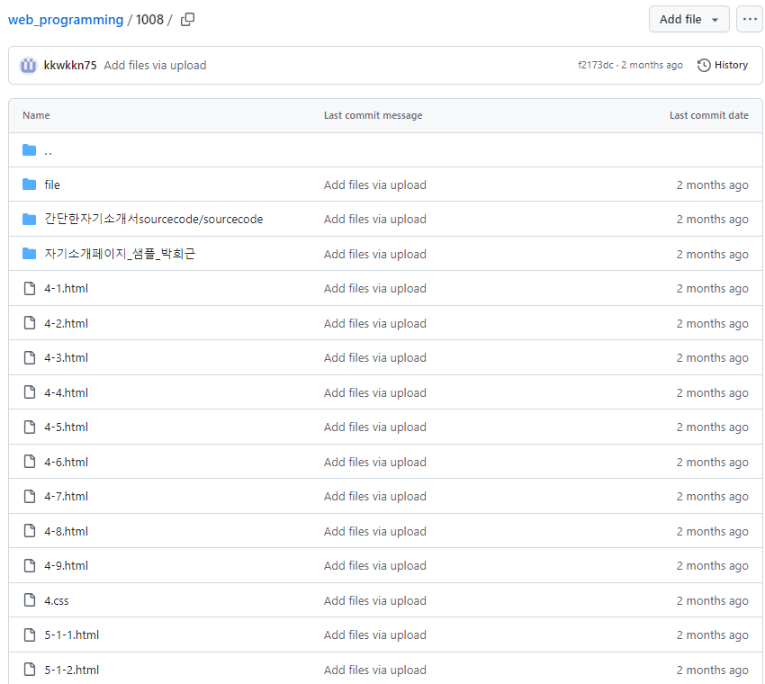 web_programming / 1008 /
Add file
kkwkkn75 Add files via upload
f2173dc · 2 months ago
History
Name Last commit message Last commit date
..
file Add files via upload 2 months ago
간단한자기소개서sourcecode/sourcecode Add files via upload 2 months ago
자기소개페이지_샘플_박희근 Add files via upload 2 months ago
4-1.html Add files via upload 2 months ago
4-2.html Add files via upload 2 months ago
4-3.html Add files via upload 2 months ago
4-4.html Add files via upload 2 months ago
4-5.html Add files via upload 2 months ago
4-6.html Add files via upload 2 months ago
4-7.html Add files via upload 2 months ago
4-8.html Add files via upload 2 months ago
4-9.html Add files via upload 2 months ago
4.css Add files via upload 2 months ago
5-1-1.html Add files via upload 2 months ago
5-1-2.html Add files via upload 2 months ago